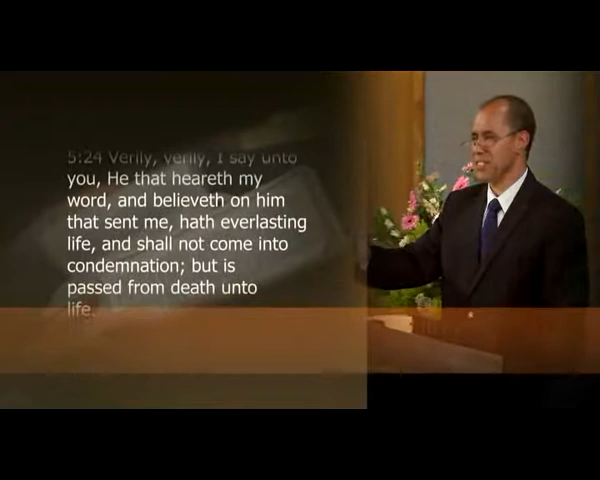 5:24 Verily, verily, I say unto
you, He that heareth my
word, and believeth on him
that sent me, hath everlasting
life, and shall not come into
condemnation; but is
passed from death unto
life.